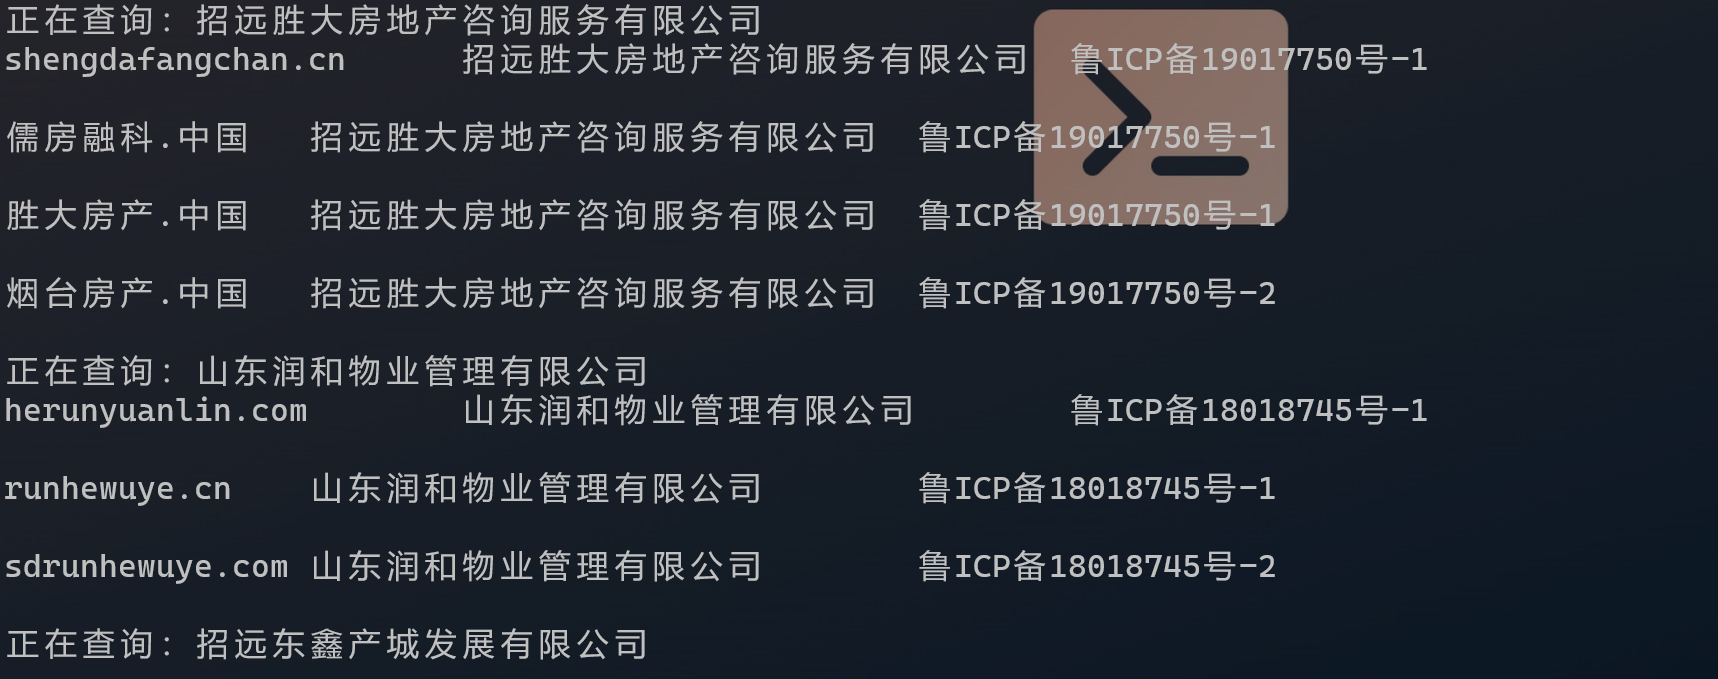 正在查询: 招远胜大房地产咨询服务有限公司
shengdafangchan.cn 招远胜大房地产咨询服务有限公司 鲁ICP备19017750号-1
儒房融科.中国 招远胜大房地产咨询服务有限公司 鲁ICP备19017750号-1
胜大房产.中国 招远胜大房地产咨询服务有限公司 鲁ICP备19017750号-1
烟台房产.中国 招远胜大房地产咨询服务有限公司 鲁ICP备19017750号-2
正在查询: 山东润和物业管理有限公司
herunyuanlin.com 山东润和物业管理有限公司 鲁ICP备18018745号-1
runhewuye.cn 山东润和物业管理有限公司 鲁ICP备18018745号-1
sdrunhewuye.com 山东润和物业管理有限公司 鲁ICP备18018745号-2
正在查询: 招远东鑫产城发展有限公司